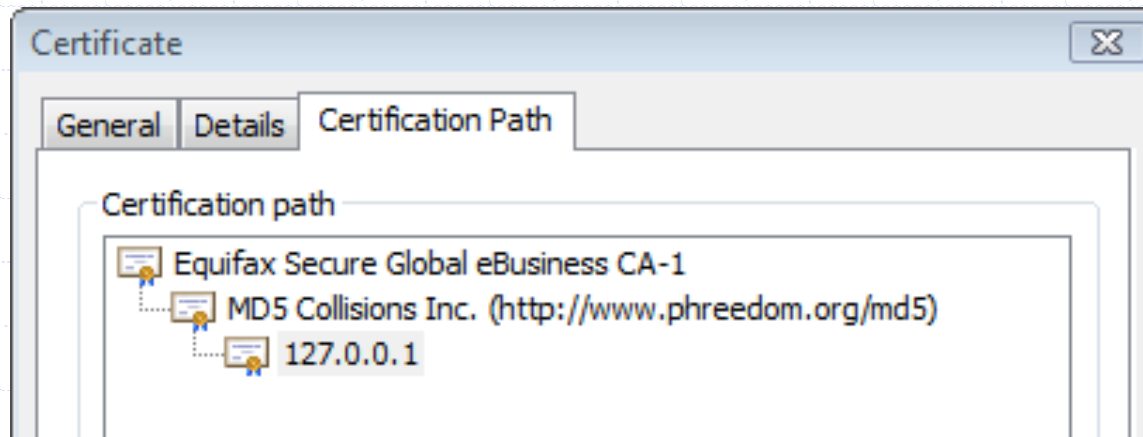 Certificate
General Details Certification Path
Certification path
Equifax Secure Global eBusiness CA-1
MD5 Collisions Inc. (http://www.phreedom.org/md5)
127.0.0.1